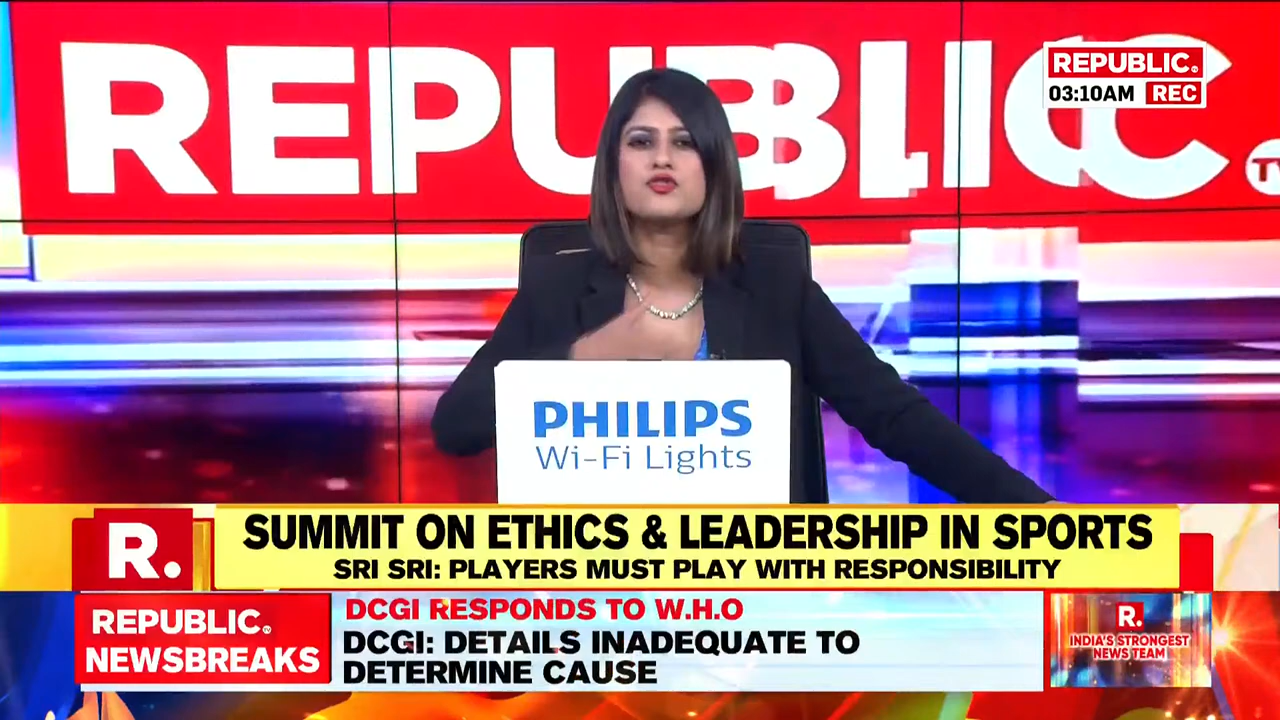 REPUBLIC
TV
REPUBLIC.
TV
03:10AM REC
PHILIPS
Wi-Fi Lights
R.
SUMMIT ON ETHICS & LEADERSHIP IN SPORTS
SRI SRI: PLAYERS MUST PLAY WITH RESPONSIBILITY
REPUBLIC.
TV
NEWSBREAKS
DCGI RESPONDS TO W.H.O
DCGI: DETAILS INADEQUATE TO
DETERMINE CAUSE
R.
INDIA'S STRONGEST
NEWS TEAM